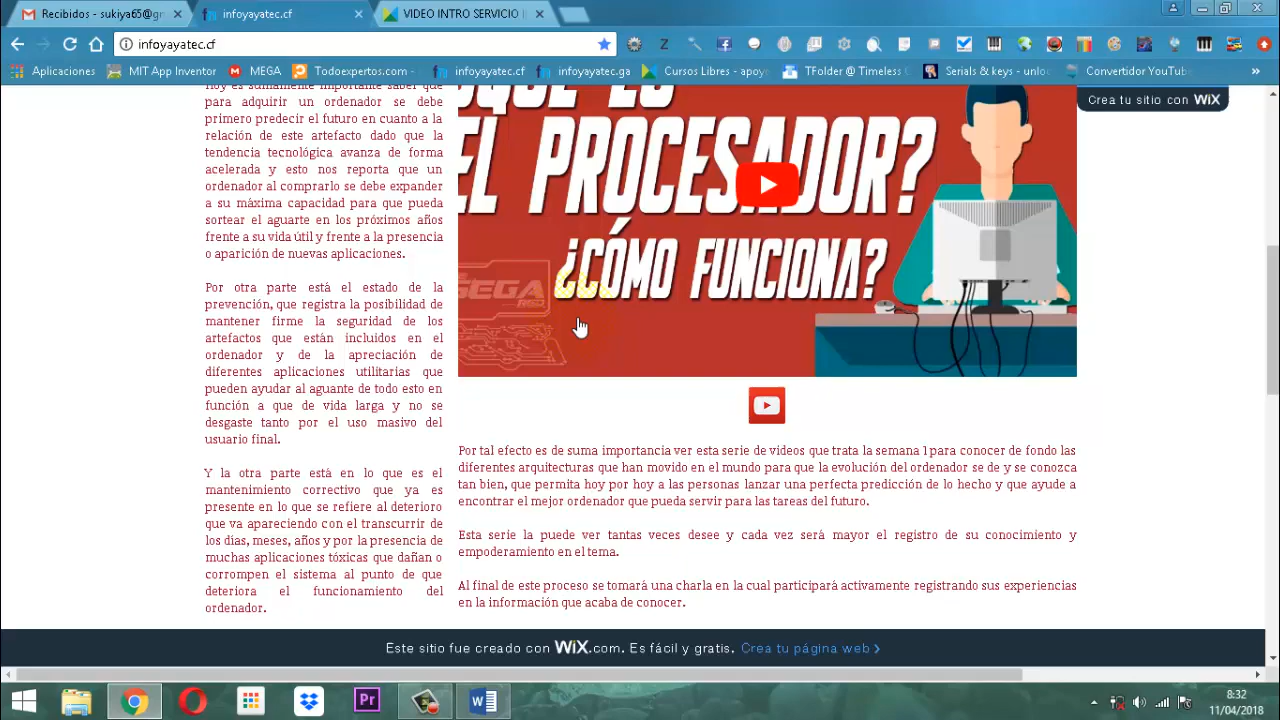 Recibidos - sukiya65@gm
infoyayatec.cf
VIDEO INTRO SERVICIO I
infoyayatec.cf
Aplicaciones
MIT App Inventor
MEGA
Todoexpertos.com -
infoyayatec.cf
infoyayatec.ga
Cursos Libres - apoy
TFolder @ Timeless
Serials & keys - unlo
Convertidor YouTub
Crea tu sitio con WiX
Hoy es sumamente importante saber que
para adquirir un ordenador se debe
primero predecir el futuro en cuanto a la
relación de este artefacto dado que la
tendencia tecnológica avanza de forma
acelerada y esto nos reporta que un
ordenador al comprarlo se debe expander
a su máxima capacidad para que pueda
sortear el aguarte en los próximos años
frente a su vida útil y frente a la presencia
o aparición de nuevas aplicaciones.
Por otra parte está el estado de la
prevención, que registra la posibilidad de
mantener firme la seguridad de los
artefactos que están incluidos en el
ordenador y de la apreciación de
diferentes aplicaciones utilitarias que
pueden ayudar al aguante de todo esto en
función a que de vida larga y no se
desgaste tanto por el uso masivo del
usuario final.
Y la otra parte está en lo que es el
mantenimiento correctivo que ya es
presente en lo que se refiere al deterioro
que va apareciendo con el transcurrir de
los días, meses, años y por la presencia de
muchas aplicaciones tóxicas que dañan o
corrompen el sistema al punto de que
deteriora el funcionamiento del
ordenador.
¿QUÉ ES
EL PROCESADOR?
¿CÓMO FUNCIONA?
SEGA
Por tal efecto es de suma importancia ver esta serie de videos que trata la semana 1 para conocer de fondo las
diferentes arquitecturas que han movido en el mundo para que la evolución del ordenador se de y se conozca
tan bien, que permita hoy por hoy a las personas lanzar una perfecta predicción de lo hecho y que ayude a
encontrar el mejor ordenador que pueda servir para las tareas del futuro.
Esta serie la puede ver tantas veces desee y cada vez será mayor el registro de su conocimiento y
empoderamiento en el tema.
Al final de este proceso se tomará una charla en la cual participará activamente registrando sus experiencias
en la información que acaba de conocer.
Este sitio fue creado con WiX.com. Es fácil y gratis. Crea tu página web >
Pr
8:32
11/04/2018